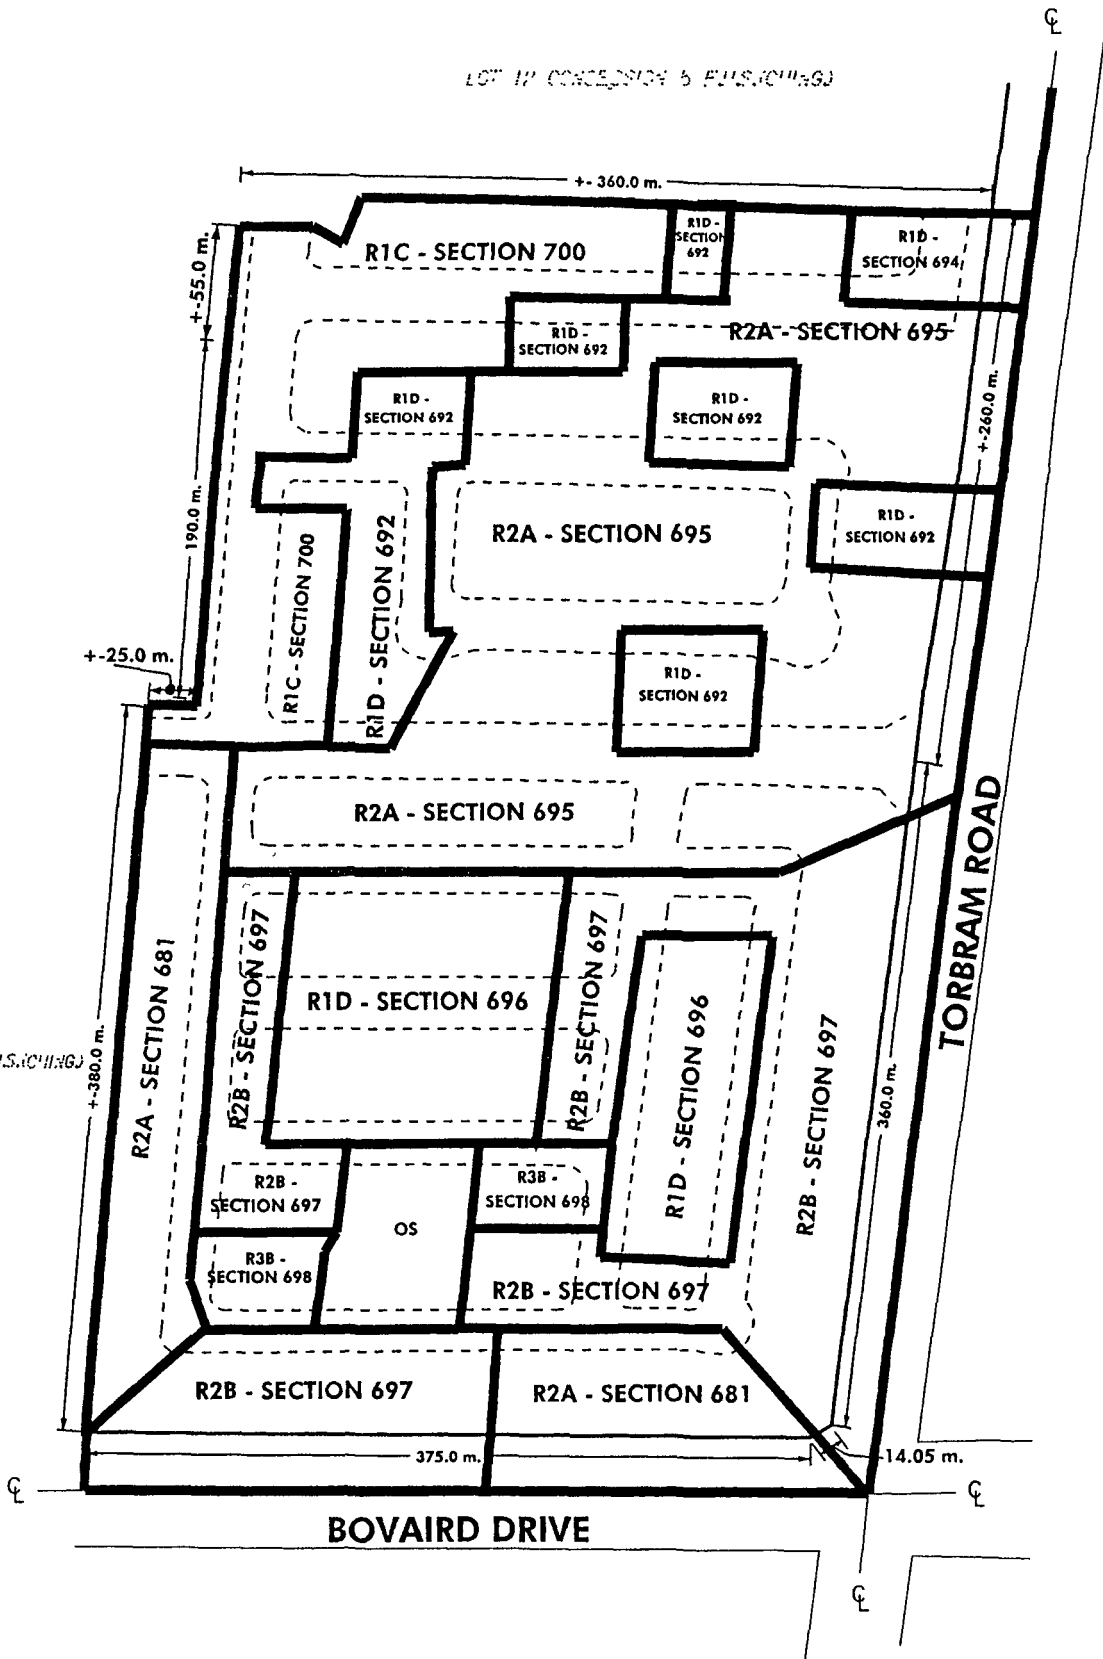 ℄
LOT 11 CONCESSION 5
+- 360.0 m.
+-55.0 m.
R1C - SECTION 700
R1D -
SECTION
692
R1D -
SECTION 694
R1D -
SECTION 692
R2A - SECTION 695
R1D -
SECTION 692
R1D -
SECTION 692
+-260.0 m.
190.0 m.
R1C - SECTION 700
R1D - SECTION 692
R2A - SECTION 695
R1D -
SECTION 692
+-25.0 m.
R1D -
SECTION 692
R2A - SECTION 695
TORBRAM ROAD
R2A - SECTION 681
R2B - SECTION 697
R1D - SECTION 696
R2B - SECTION 697
R1D - SECTION 696
R2B - SECTION 697
+-380.0 m.
360.0 m.
R2B -
SECTION 697
OS
R3B -
SECTION 698
R3B -
SECTION 698
R2B - SECTION 697
R2B - SECTION 697
R2A - SECTION 681
375.0 m.
14.05 m.
℄
℄
BOVAIRD DRIVE
℄